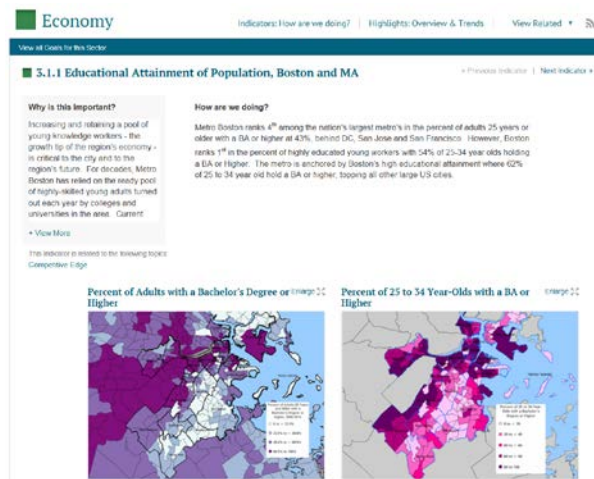 Economy
Indicators: How are we doing? | Highlights: Overview & Trends View Related ▼
View all Goals for this Sector
3.1.1 Educational Attainment of Population, Boston and MA
« Previous Indicator | Next Indicator »
Why is this Important?
Increasing and retaining a pool of
young knowledge workers - the
growth tip of the region's economy -
is critical to the city and to the
region's future. For decades, Metro
Boston has relied on the ready pool
of highly-skilled young adults turned
out each year by colleges and
universities in the area. Current
+ View More
This indicator is related to the following topics:
Competitive Edge
How are we doing?
Metro Boston ranks 4th among the nation's largest metro's in the percent of adults 25 years or
older with a BA or higher at 43%, behind DC, San Jose and San Francisco. However, Boston
ranks 1st in the percent of highly educated young workers with 54% of 25-34 year olds holding
a BA or Higher. The metro is anchored by Boston's high educational attainment where 62%
of 25 to 34 year old hold a BA or higher, topping all other large US cities.
Percent of Adults with a Bachelor's Degree or
Higher
Enlarge
Percent of 25 to 34 Year-Olds with a BA or
Higher
Enlarge